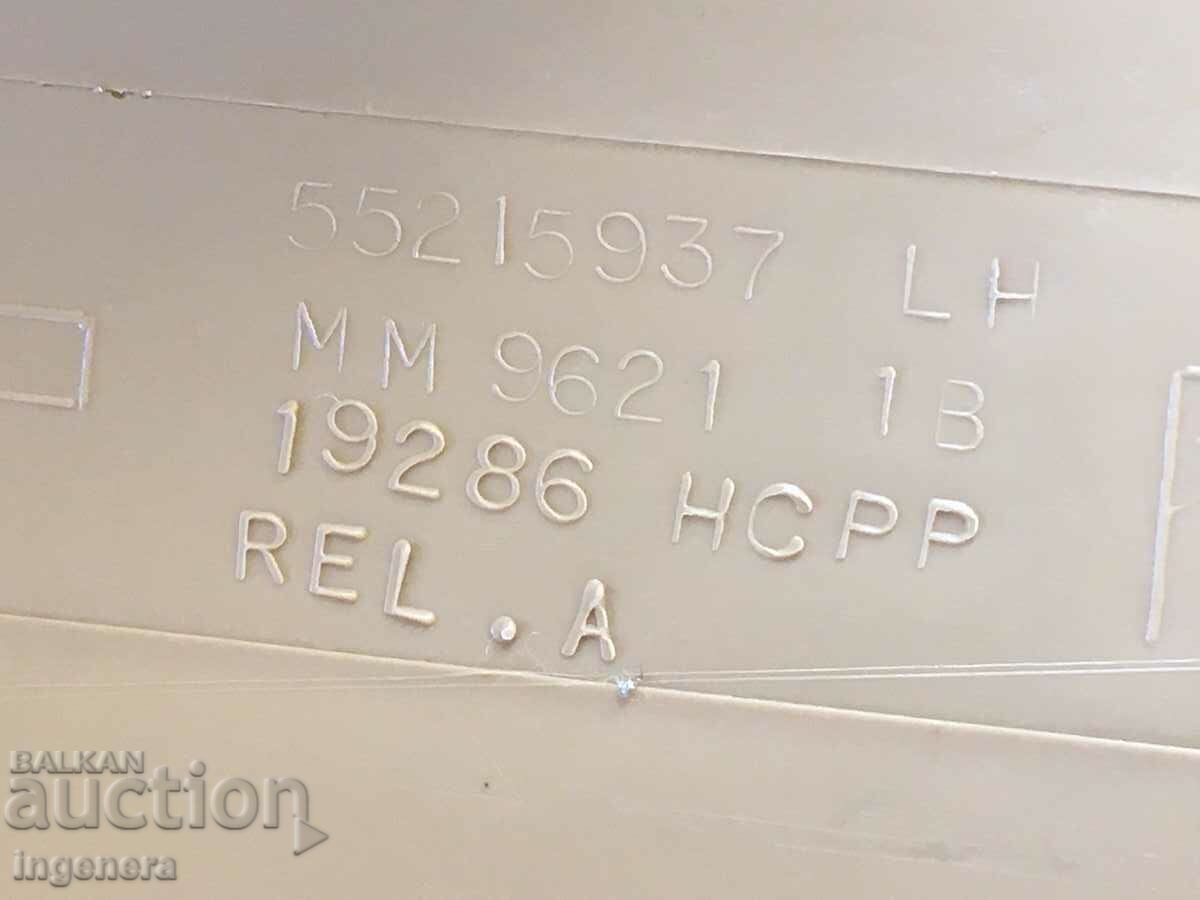 55215937 LH
MM 9621 1B
19286 HCPP
REL.A
BALKAN
auction
ingenera